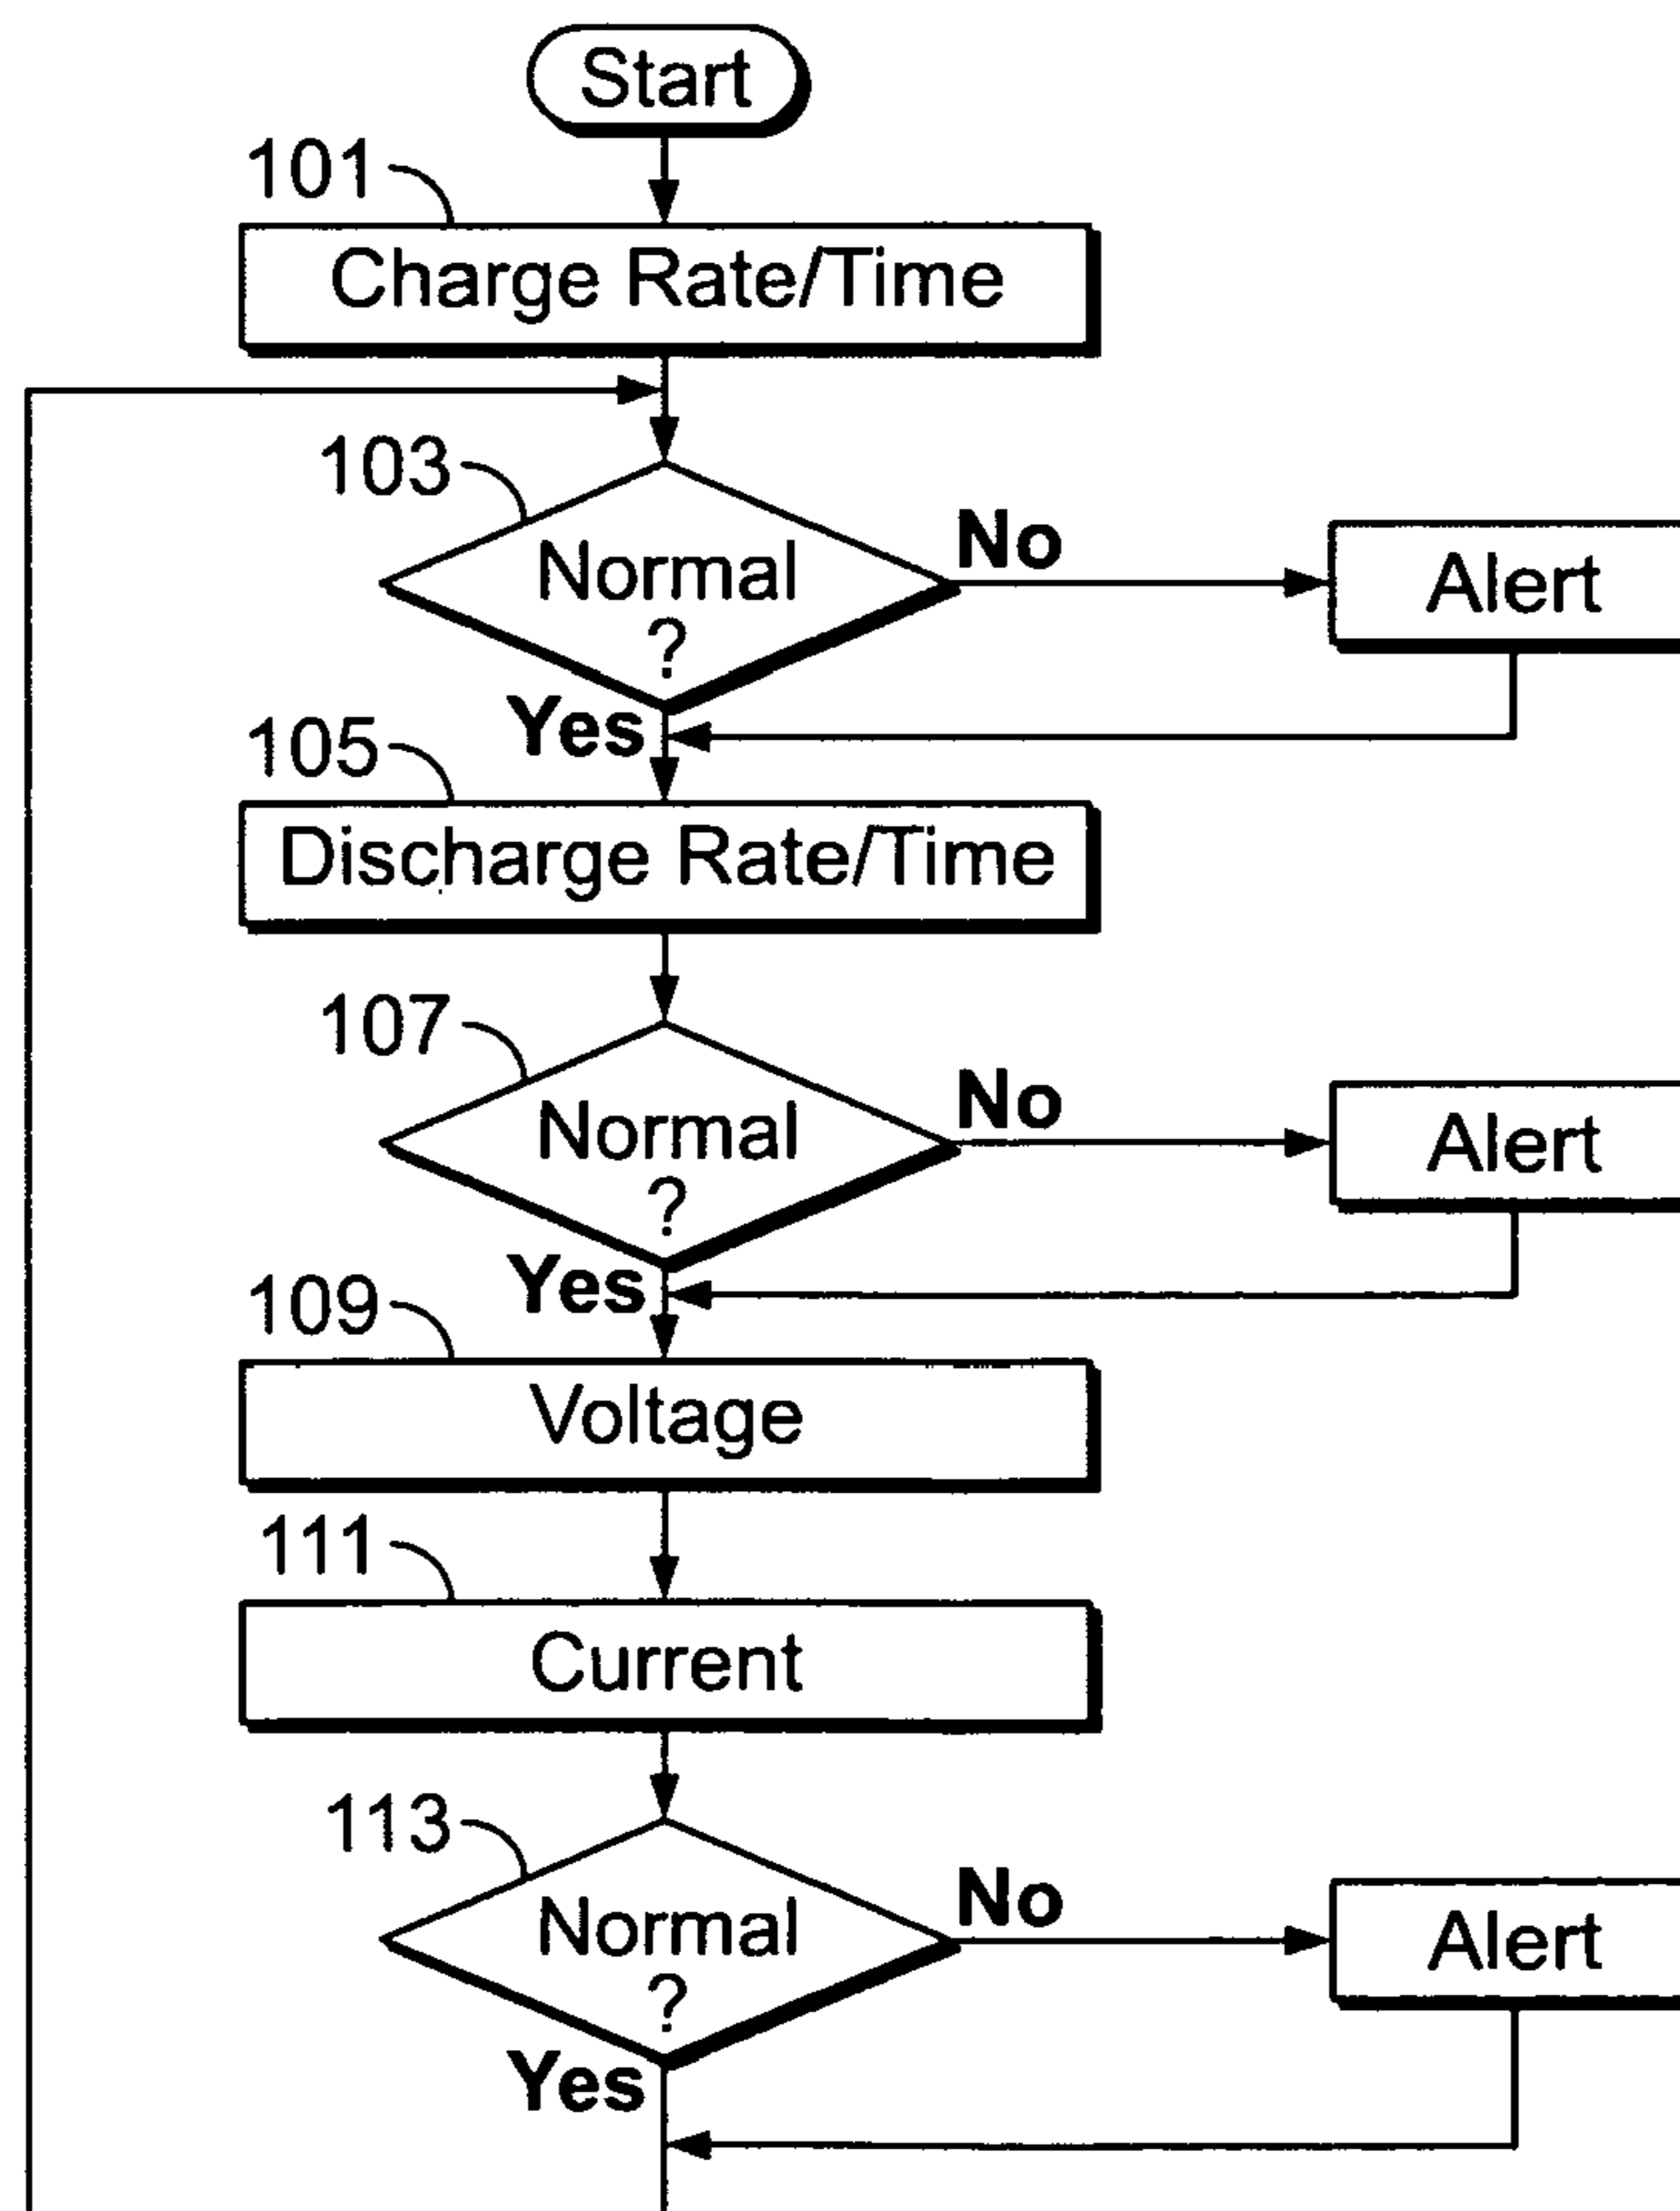 Start
101
Charge Rate/Time
103
Normal
?
No
Alert
Yes
105
Discharge Rate/Time
107
Normal
?
No
Alert
Yes
109
Voltage
111
Current
113
Normal
?
No
Alert
Yes